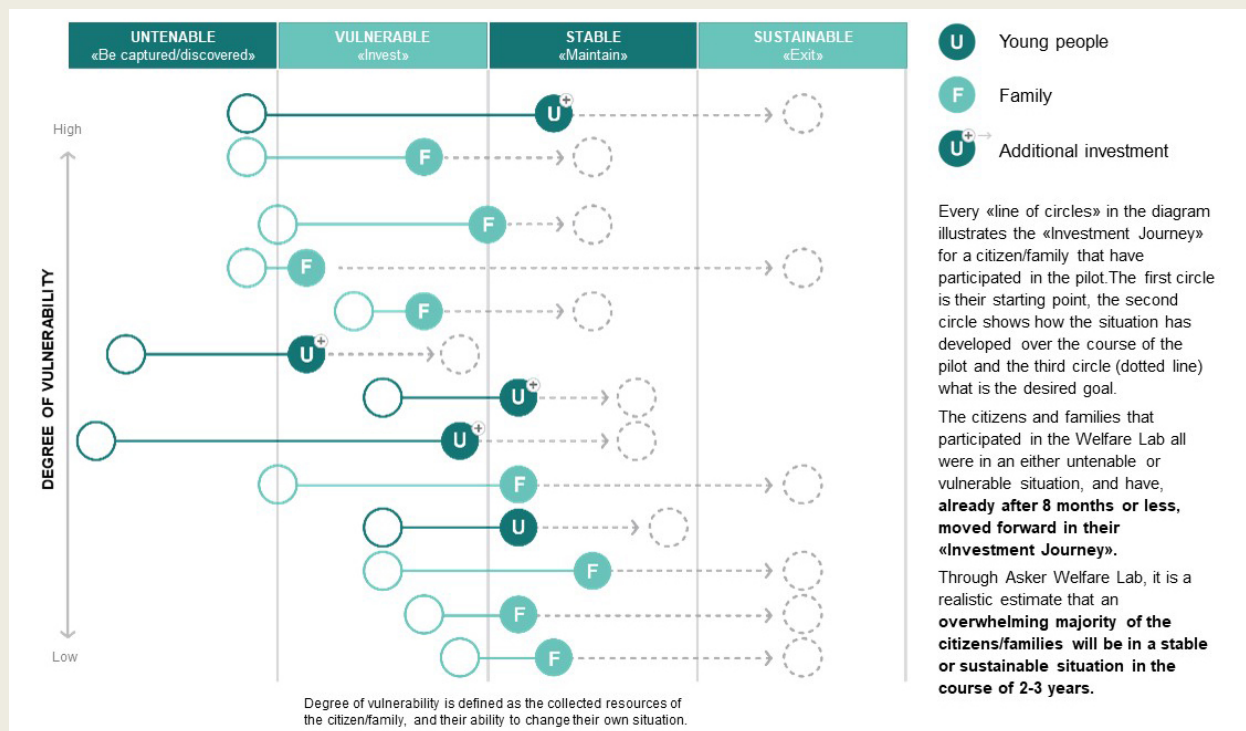 UNTENABLE
«Be captured/discovered»
VULNERABLE
«Invest»
STABLE
«Maintain»
SUSTAINABLE
«Exit»
High
DEGREE OF VULNERABILITY
Low
U
F
F
F
F
U
U
U
F
U
F
F
F
Degree of vulnerability is defined as the collected resources of
the citizen/family, and their ability to change their own situation.
U Young people
F Family
U Additional investment
Every «line of circles» in the diagram
illustrates the «Investment Journey»
for a citizen/family that have
participated in the pilot.The first circle
is their starting point, the second
circle shows how the situation has
developed over the course of the
pilot and the third circle (dotted line)
what is the desired goal.
The citizens and families that
participated in the Welfare Lab all
were in an either untenable or
vulnerable situation, and have,
already after 8 months or less,
moved forward in their
«Investment Journey».
Through Asker Welfare Lab, it is a
realistic estimate that an
overwhelming majority of the
citizens/families will be in a stable
or sustainable situation in the
course of 2-3 years.